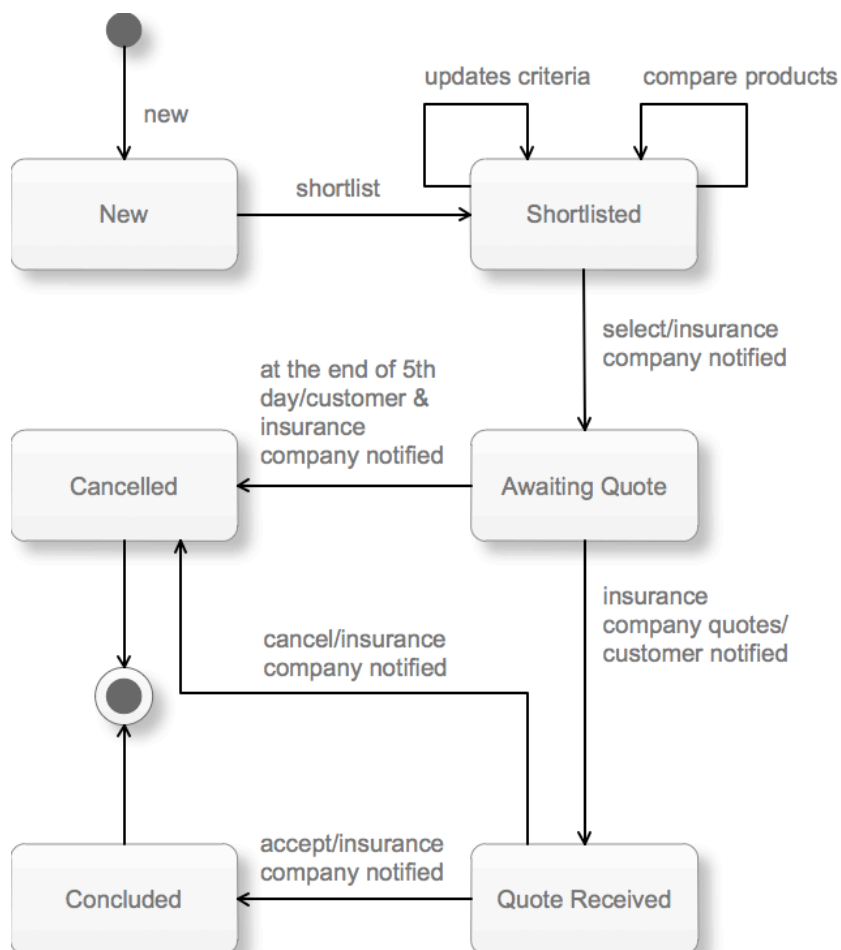 updates criteria
compare products
new
New
shortlist
Shortlisted
select/insurance
company notified
at the end of 5th
day/customer &
insurance
company notified
Cancelled
Awaiting Quote
insurance
company quotes/
customer notified
cancel/insurance
company notified
accept/insurance
company notified
Concluded
Quote Received